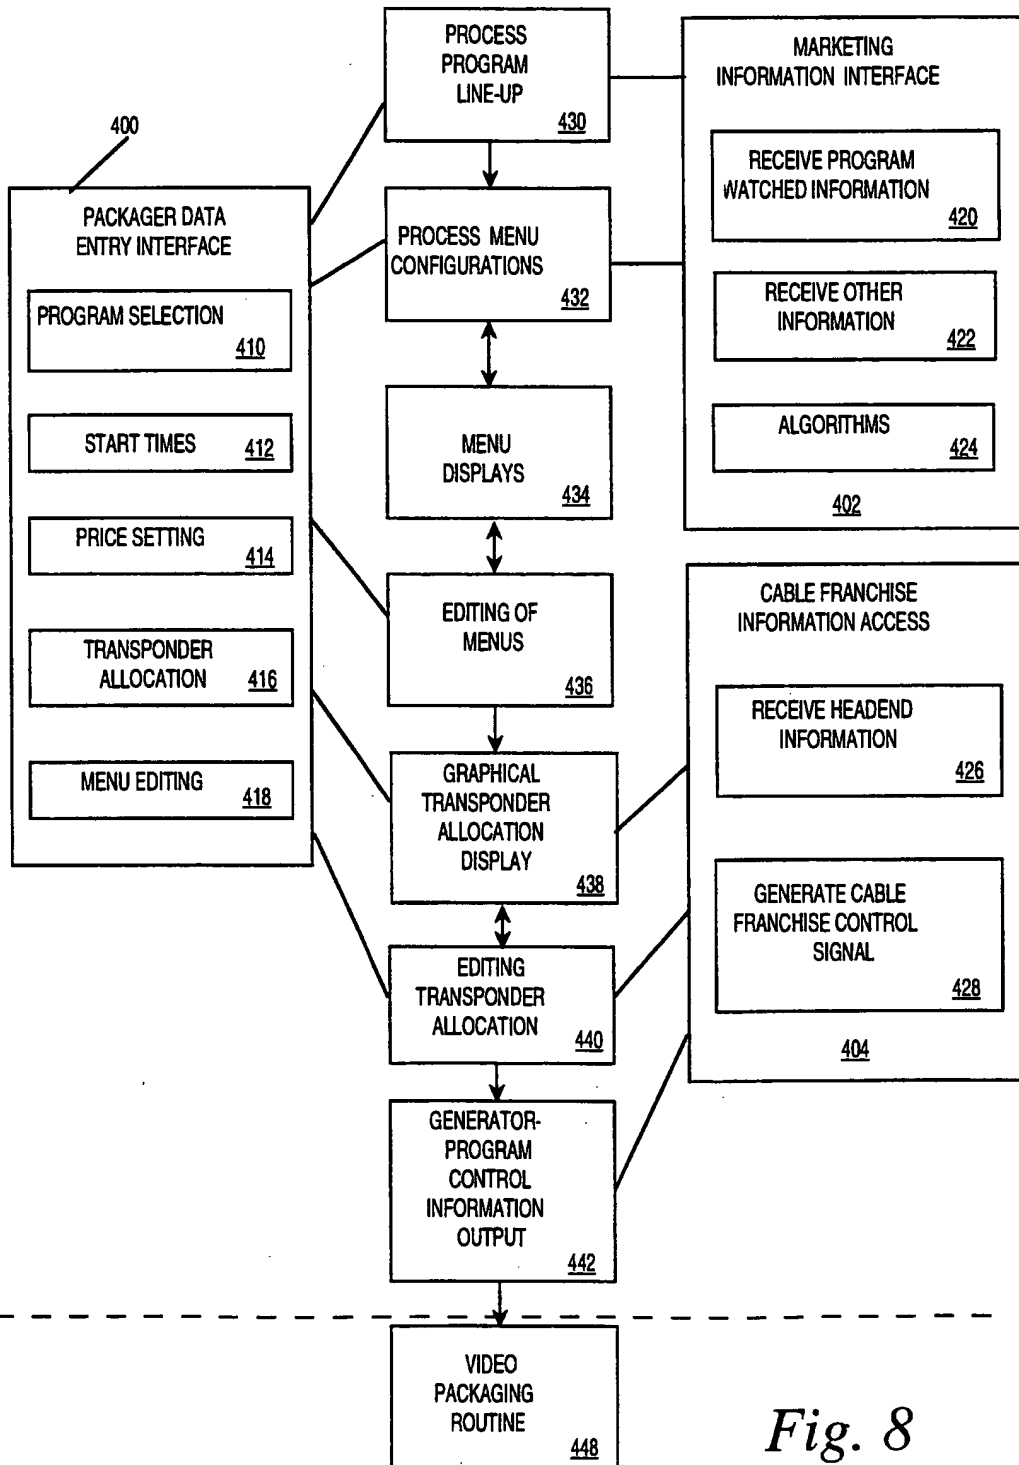 PROCESS
PROGRAM
LINE-UP
430
MARKETING
INFORMATION INTERFACE
RECEIVE PROGRAM
WATCHED INFORMATION
420
RECEIVE OTHER
INFORMATION
422
ALGORITHMS
424
402
400
PACKAGER DATA
ENTRY INTERFACE
PROGRAM SELECTION
410
START TIMES
412
PRICE SETTING
414
TRANSPONDER
ALLOCATION
416
MENU EDITING
418
PROCESS MENU
CONFIGURATIONS
432
MENU
DISPLAYS
434
EDITING OF
MENUS
436
GRAPHICAL
TRANSPONDER
ALLOCATION
DISPLAY
438
EDITING
TRANSPONDER
ALLOCATION
440
GENERATOR-
PROGRAM
CONTROL
INFORMATION
OUTPUT
442
CABLE FRANCHISE
INFORMATION ACCESS
RECEIVE HEADEND
INFORMATION
426
GENERATE CABLE
FRANCHISE CONTROL
SIGNAL
428
404
VIDEO
PACKAGING
ROUTINE
448
Fig. 8